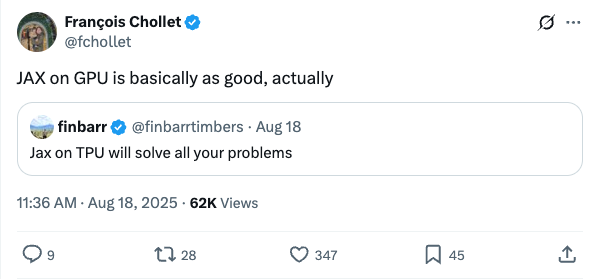 François Chollet
@fchollet
JAX on GPU is basically as good, actually
finbarr @finbarrtimbers · Aug 18
Jax on TPU will solve all your problems
11:36 AM · Aug 18, 2025 · 62K Views
9 28 347 45